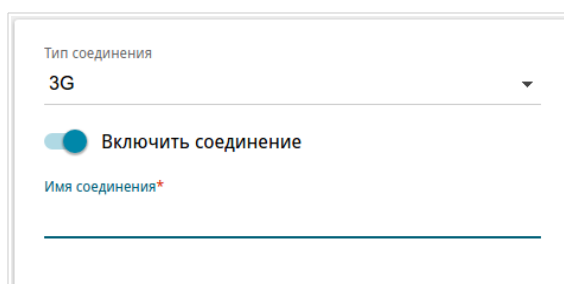 Тип соединения
3G
Включить соединение
Имя соединения*